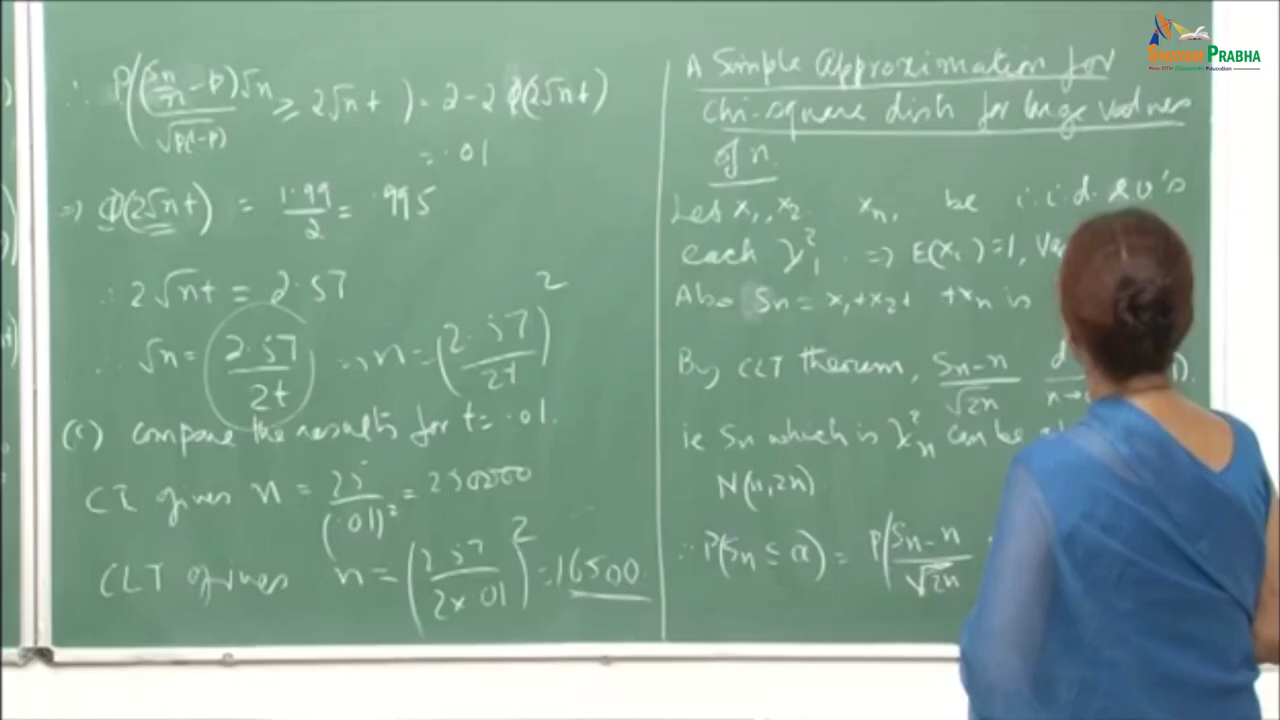 ∴ P((Sn/n − p)√n / √p(1−p) ≥ 2√n t) = 2 − 2 Φ(2√n t)
= .01
⇒ Φ(2√n t) = 1.99/2 = .995
∴ 2√n t = 2.57
∴ √n = 2.57/2t ⇒ n = (2.57/2t)²
(c) compare the results for t = .01.
CI gives n = 25/(.01)² = 250000
CLT gives n = (2.57/2×.01)² = 16500
A Simple Approximation for
chi-square distn for large values
of n.
Let x₁, x₂ xₙ, be i.i.d. r.v's
each χ²₁ ⇒ E(x₁) = 1, Va
Also Sn = x₁+x₂+ +xₙ is
By CLT theorem, Sn−n/√2n d/n→
ie Sn which is χ²ₙ can be
N(n, 2n)
∴ P(Sn ≤ a) = P(Sn−n/√2n
SWAYAM PRABHA